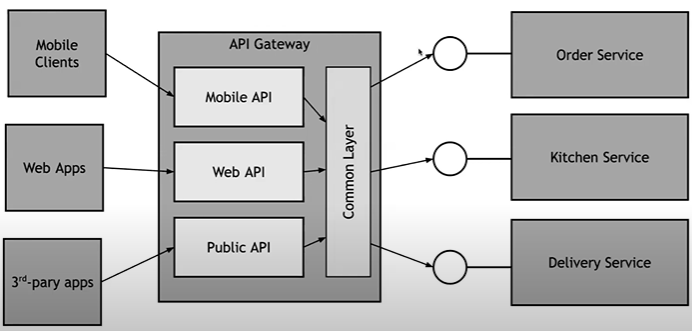 Mobile
Clients
API Gateway
Order Service
Mobile API
Web Apps
Web API
Common Layer
Kitchen Service
3rd-pary apps
Public API
Delivery Service